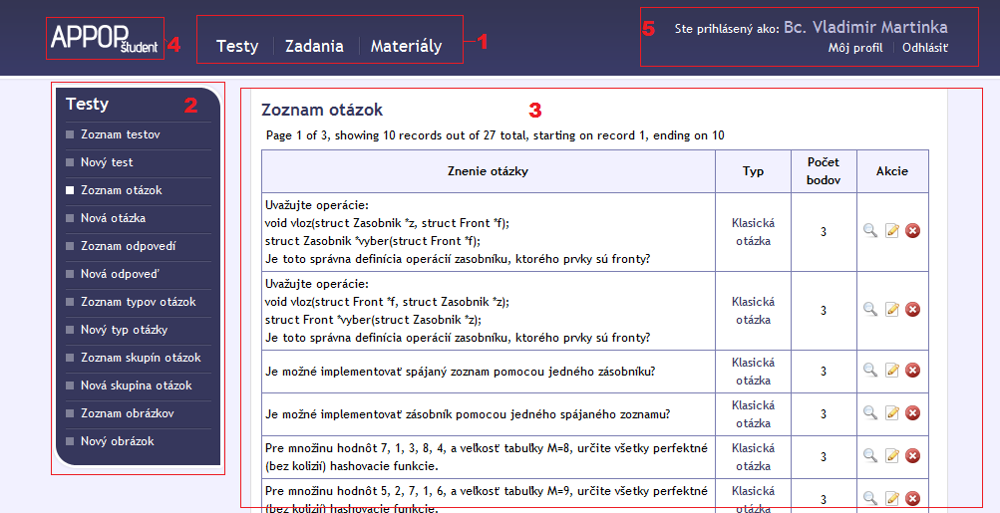 APPOP
Student
4
Testy
Zadania
Materiály
1
5
Ste prihlásený ako: Bc. Vladimir Martinka
Môj profil
Odhlásiť
Testy
2
Zoznam testov
Nový test
Zoznam otázok
Nová otázka
Zoznam odpovedí
Nová odpoveď
Zoznam typov otázok
Nový typ otázky
Zoznam skupín otázok
Nová skupina otázok
Zoznam obrázkov
Nový obrázok
Zoznam otázok
3
Page 1 of 3, showing 10 records out of 27 total, starting on record 1, ending on 10
Znenie otázky
Typ
Počet
bodov
Akcie
Uvažujte operácie:
void vloz(struct Zasobnik *z, struct Front *f);
struct Zasobnik *vyber(struct Front *f);
Je toto správna definícia operácií zasobníku, ktorého prvky sú fronty?
Klasická
otázka
3
Uvažujte operácie:
void vloz(struct Front *f, struct Zasobnik *z);
struct Front *vyber(struct Zasobnik *z);
Je toto správna definícia operácií zasobníku, ktorého prvky sú fronty?
Klasická
otázka
3
Je možné implementovať spájaný zoznam pomocou jedného zásobníku?
Klasická
otázka
3
Je možné implementovať zásobník pomocou jedného spájaného zoznamu?
Klasická
otázka
3
Pre množinu hodnôt 7, 1, 3, 8, 4, a veľkosť tabuľky M=8, určite všetky perfektné
(bez kolizií) hashovacie funkcie.
Klasická
otázka
3
Pre množinu hodnôt 5, 2, 7, 1, 6, a veľkosť tabuľky M=9, určite všetky perfektné
(bez kolizií) hashovacie funkcie.
Klasická
otázka
3